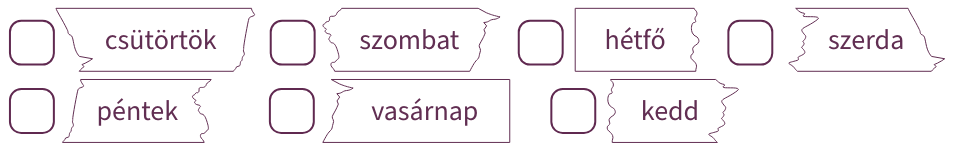 csütörtök szombat hétfő szerda
péntek vasárnap kedd